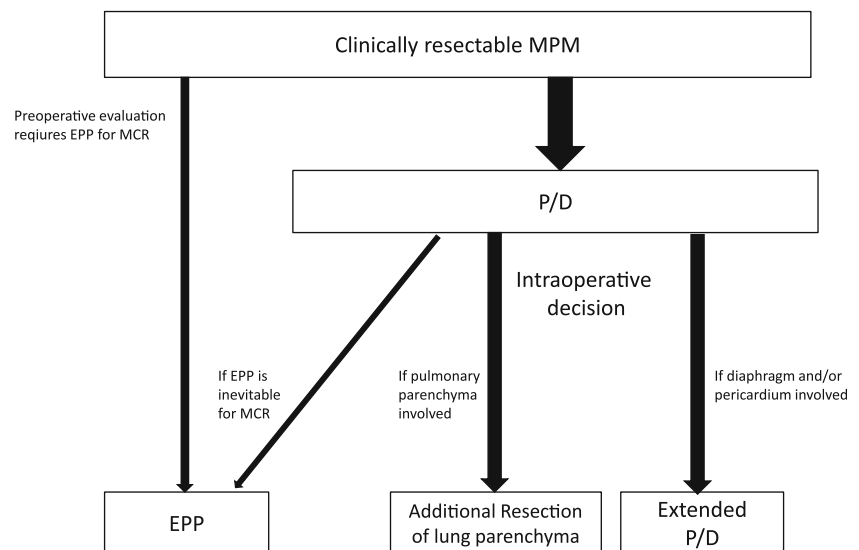 Clinically resectable MPM
Preoperative evaluation
reqiures EPP for MCR
P/D
Intraoperative
decision
If EPP is
inevitable
for MCR
If pulmonary
parenchyma
involved
If diaphragm and/or
pericardium involved
EPP
Additional Resection
of lung parenchyma
Extended
P/D